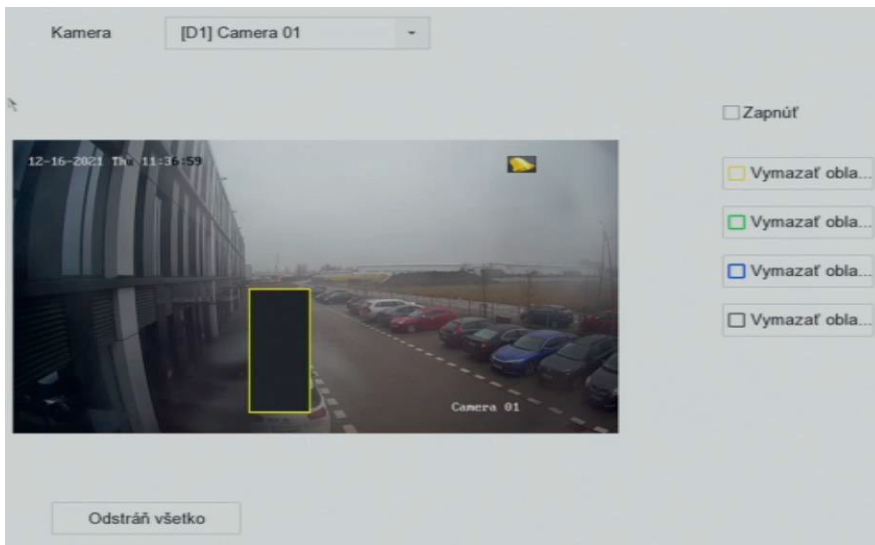 Kamera [D1] Camera 01
Zapnúť
12-16-2021 Thu 11:36:59
Vymazať obla...
Vymazať obla...
Vymazať obla...
Vymazať obla...
Camera 01
Odstráň všetko